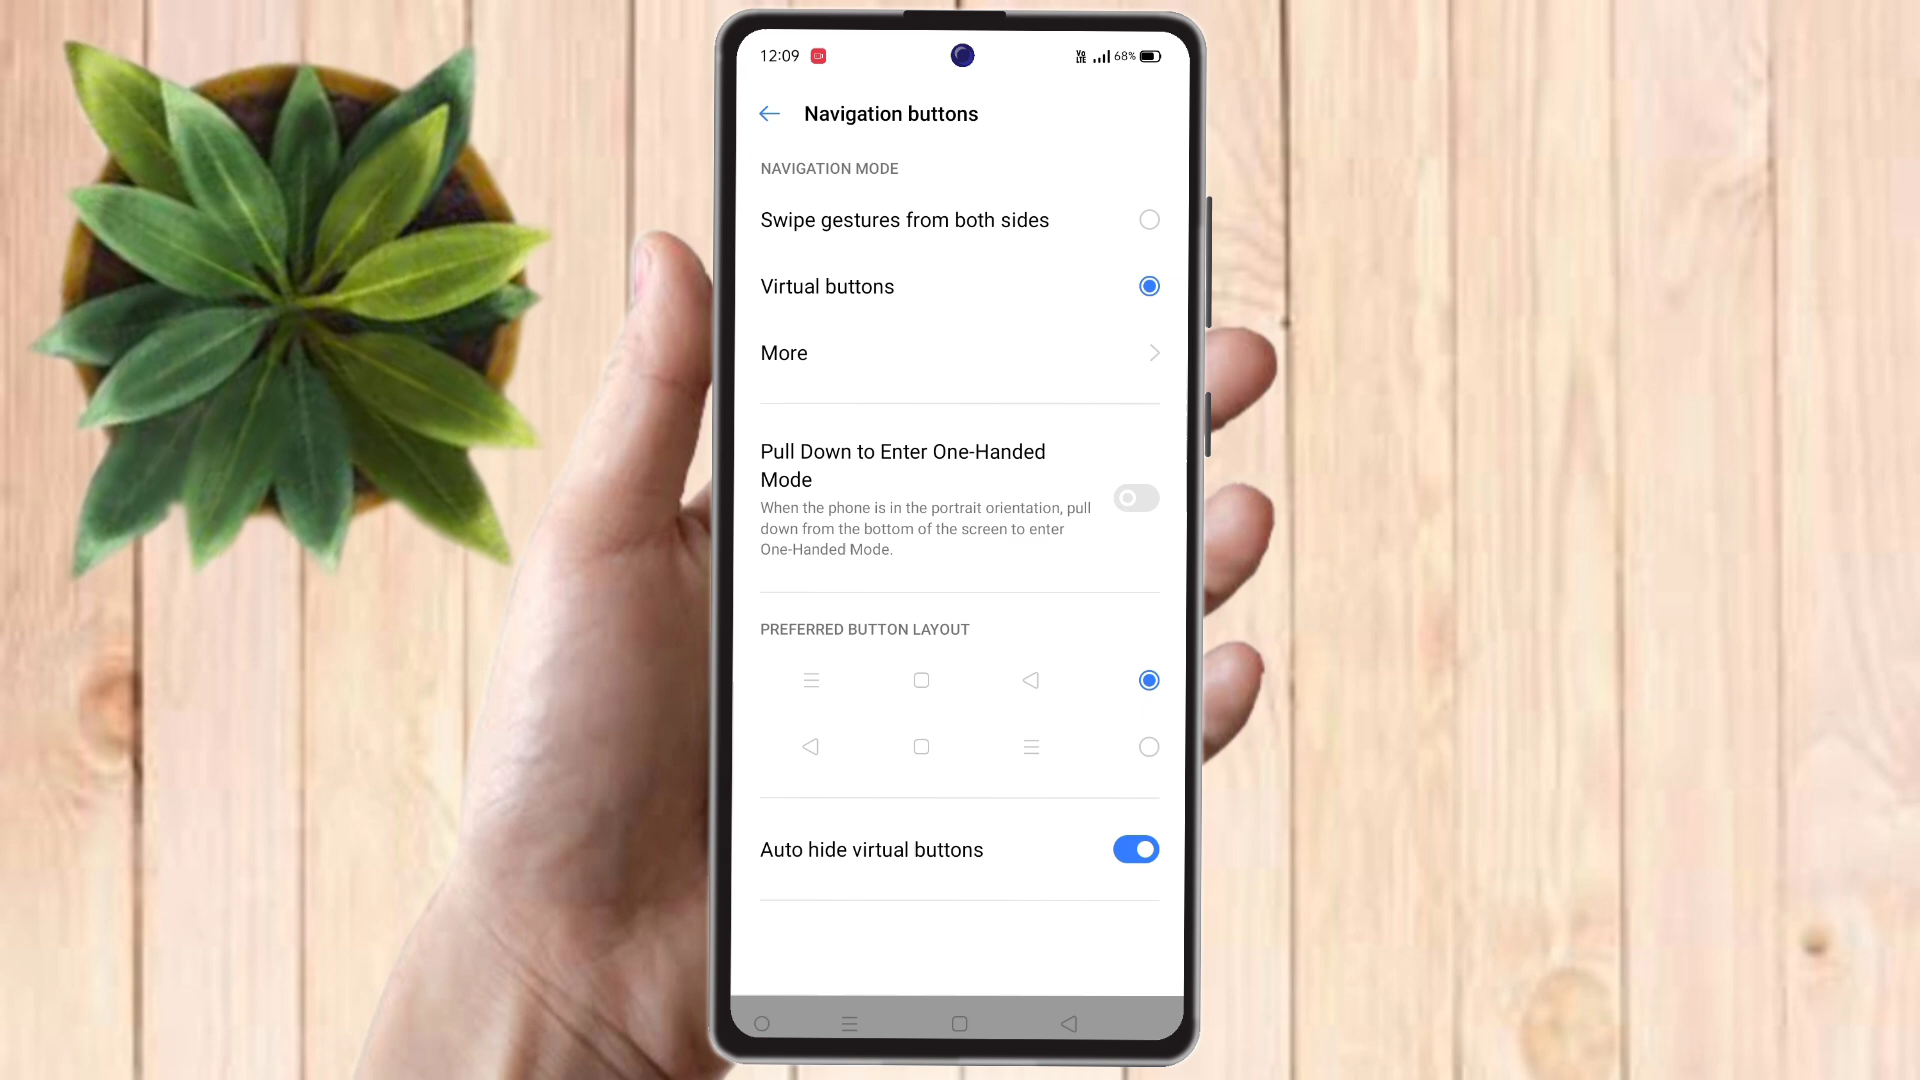 12:09 Vo LTE 68%
Navigation buttons
NAVIGATION MODE
Swipe gestures from both sides
Virtual buttons
More
Pull Down to Enter One-Handed
Mode
When the phone is in the portrait orientation, pull
down from the bottom of the screen to enter
One-Handed Mode.
PREFERRED BUTTON LAYOUT
Auto hide virtual buttons